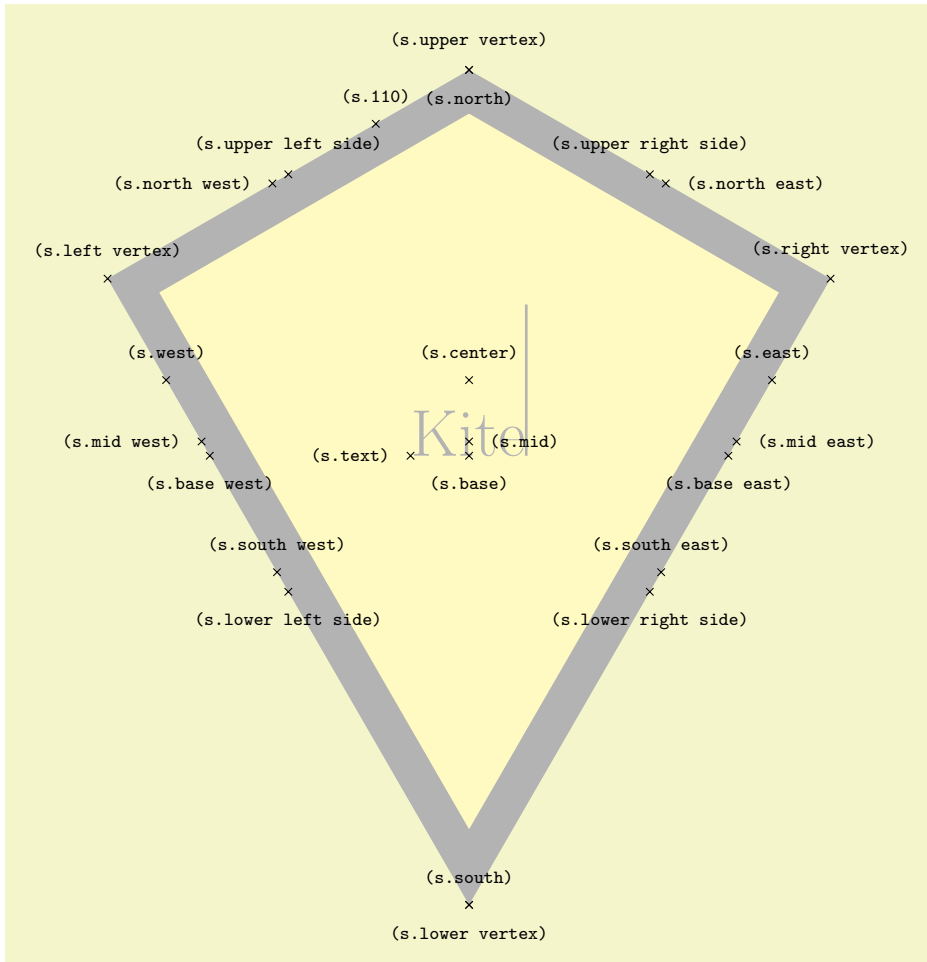 (s.upper vertex)
(s.110)
(s.north)
(s.upper left side)
(s.upper right side)
(s.north west)
(s.north east)
(s.left vertex)
(s.right vertex)
(s.west)
(s.center)
(s.east)
Kite
(s.mid west)
(s.mid)
(s.mid east)
(s.text)
(s.base west)
(s.base)
(s.base east)
(s.south west)
(s.south east)
(s.lower left side)
(s.lower right side)
(s.south)
(s.lower vertex)